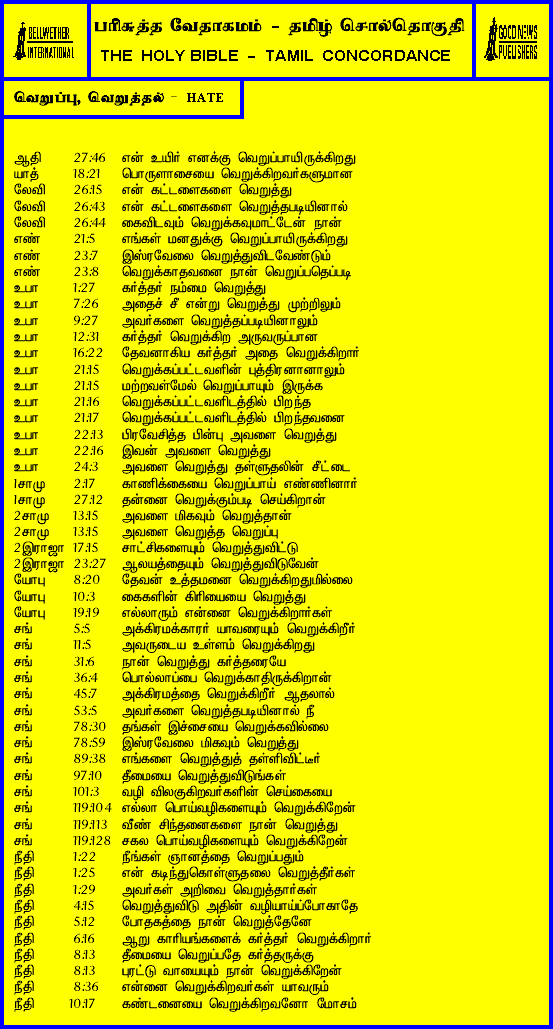 BELLWETHER
INTERNATIONAL
பரிசுத்த வேதாகமம் - தமிழ் சொல்தொகுதி
THE HOLY BIBLE - TAMIL CONCORDANCE
GOOD NEWS
PUBLISHERS
வெறுப்பு, வெறுத்தல் - HATE
ஆதி 27:46 என் உயிர் எனக்கு வெறுப்பாயிருக்கிறது
யாத் 18:21 பொருளாசையை வெறுக்கிறவர்களுமான
லேவி 26:15 என் கட்டளைகளை வெறுத்து
லேவி 26:43 என் கட்டளைகளை வெறுத்தபடியினால்
லேவி 26:44 கைவிடவும் வெறுக்கவுமாட்டேன் நான்
எண் 21:5 எங்கள் மனதுக்கு வெறுப்பாயிருக்கிறது
எண் 23:7 இஸ்ரவேலை வெறுத்துவிடவேண்டும்
எண் 23:8 வெறுக்காதவனை நான் வெறுப்பதெப்படி
உபா 1:27 கர்த்தர் நம்மை வெறுத்து
உபா 7:26 அதைச் சீ என்று வெறுத்து முற்றிலும்
உபா 9:27 அவர்களை வெறுத்தப்படியினாலும்
உபா 12:31 கர்த்தர் வெறுக்கிற அருவருப்பான
உபா 16:22 தேவனாகிய கர்த்தர் அதை வெறுக்கிறார்
உபா 21:15 வெறுக்கப்பட்டவளின் புத்திரனானாலும்
உபா 21:15 மற்றவள்மேல் வெறுப்பாயும் இருக்க
உபா 21:16 வெறுக்கப்பட்டவளிடத்தில் பிறந்த
உபா 21:17 வெறுக்கப்பட்டவளிடத்தில் பிறந்தவனை
உபா 22:13 பிரவேசித்த பின்பு அவளை வெறுத்து
உபா 22:16 இவன் அவளை வெறுத்து
உபா 24:3 அவளை வெறுத்து தள்ளுதலின் சீட்டை
1சாமு 2:17 காணிக்கையை வெறுப்பாய் எண்ணினார்
1சாமு 27:12 தன்னை வெறுக்கும்படி செய்கிறான்
2சாமு 13:15 அவளை மிகவும் வெறுத்தான்
2சாமு 13:15 அவளை வெறுத்த வெறுப்பு
2இராஜா 17:15 சாட்சிகளையும் வெறுத்துவிட்டு
2இராஜா 23:27 ஆலயத்தையும் வெறுத்துவிடுவேன்
யோபு 8:20 தேவன் உத்தமனை வெறுக்கிறதுமில்லை
யோபு 10:3 கைகளின் கிரியையை வெறுத்து
யோபு 19:19 எல்லாரும் என்னை வெறுக்கிறார்கள்
சங் 5:5 அக்கிரமக்காரர் யாவரையும் வெறுக்கிறீர்
சங் 11:5 அவருடைய உள்ளம் வெறுக்கிறது
சங் 31:6 நான் வெறுத்து கர்த்தரையே
சங் 36:4 பொல்லாப்பை வெறுக்காதிருக்கிறான்
சங் 45:7 அக்கிரமத்தை வெறுக்கிறீர் ஆதலால்
சங் 53:5 அவர்களை வெறுத்தபடியினால் நீ
சங் 78:30 தங்கள் இச்சையை வெறுக்கவில்லை
சங் 78:59 இஸ்ரவேலை மிகவும் வெறுத்து
சங் 89:38 எங்களை வெறுத்துத் தள்ளிவிட்டீர்
சங் 97:10 தீமையை வெறுத்துவிடுங்கள்
சங் 101:3 வழி விலகுகிறவர்களின் செய்கையை
சங் 119:104 எல்லா பொய்வழிகளையும் வெறுக்கிறேன்
சங் 119:113 வீண் சிந்தனைகளை நான் வெறுத்து
சங் 119:128 சகல பொய்வழிகளையும் வெறுக்கிறேன்
நீதி 1:22 நீங்கள் ஞானத்தை வெறுப்பதும்
நீதி 1:25 என் கடிந்துகொள்ளுதலை வெறுத்தீர்கள்
நீதி 1:29 அவர்கள் அறிவை வெறுத்தார்கள்
நீதி 4:15 வெறுத்துவிடு அதின் வழியாய்ப்போகாதே
நீதி 5:12 போதகத்தை நான் வெறுத்தேனே
நீதி 6:16 ஆறு காரியங்களைக் கர்த்தர் வெறுக்கிறார்
நீதி 8:13 தீமையை வெறுப்பதே கர்த்தருக்கு
நீதி 8:13 புரட்டு வாயையும் நான் வெறுக்கிறேன்
நீதி 8:36 என்னை வெறுக்கிறவர்கள் யாவரும்
நீதி 10:17 கண்டனையை வெறுக்கிறவனோ மோசம்